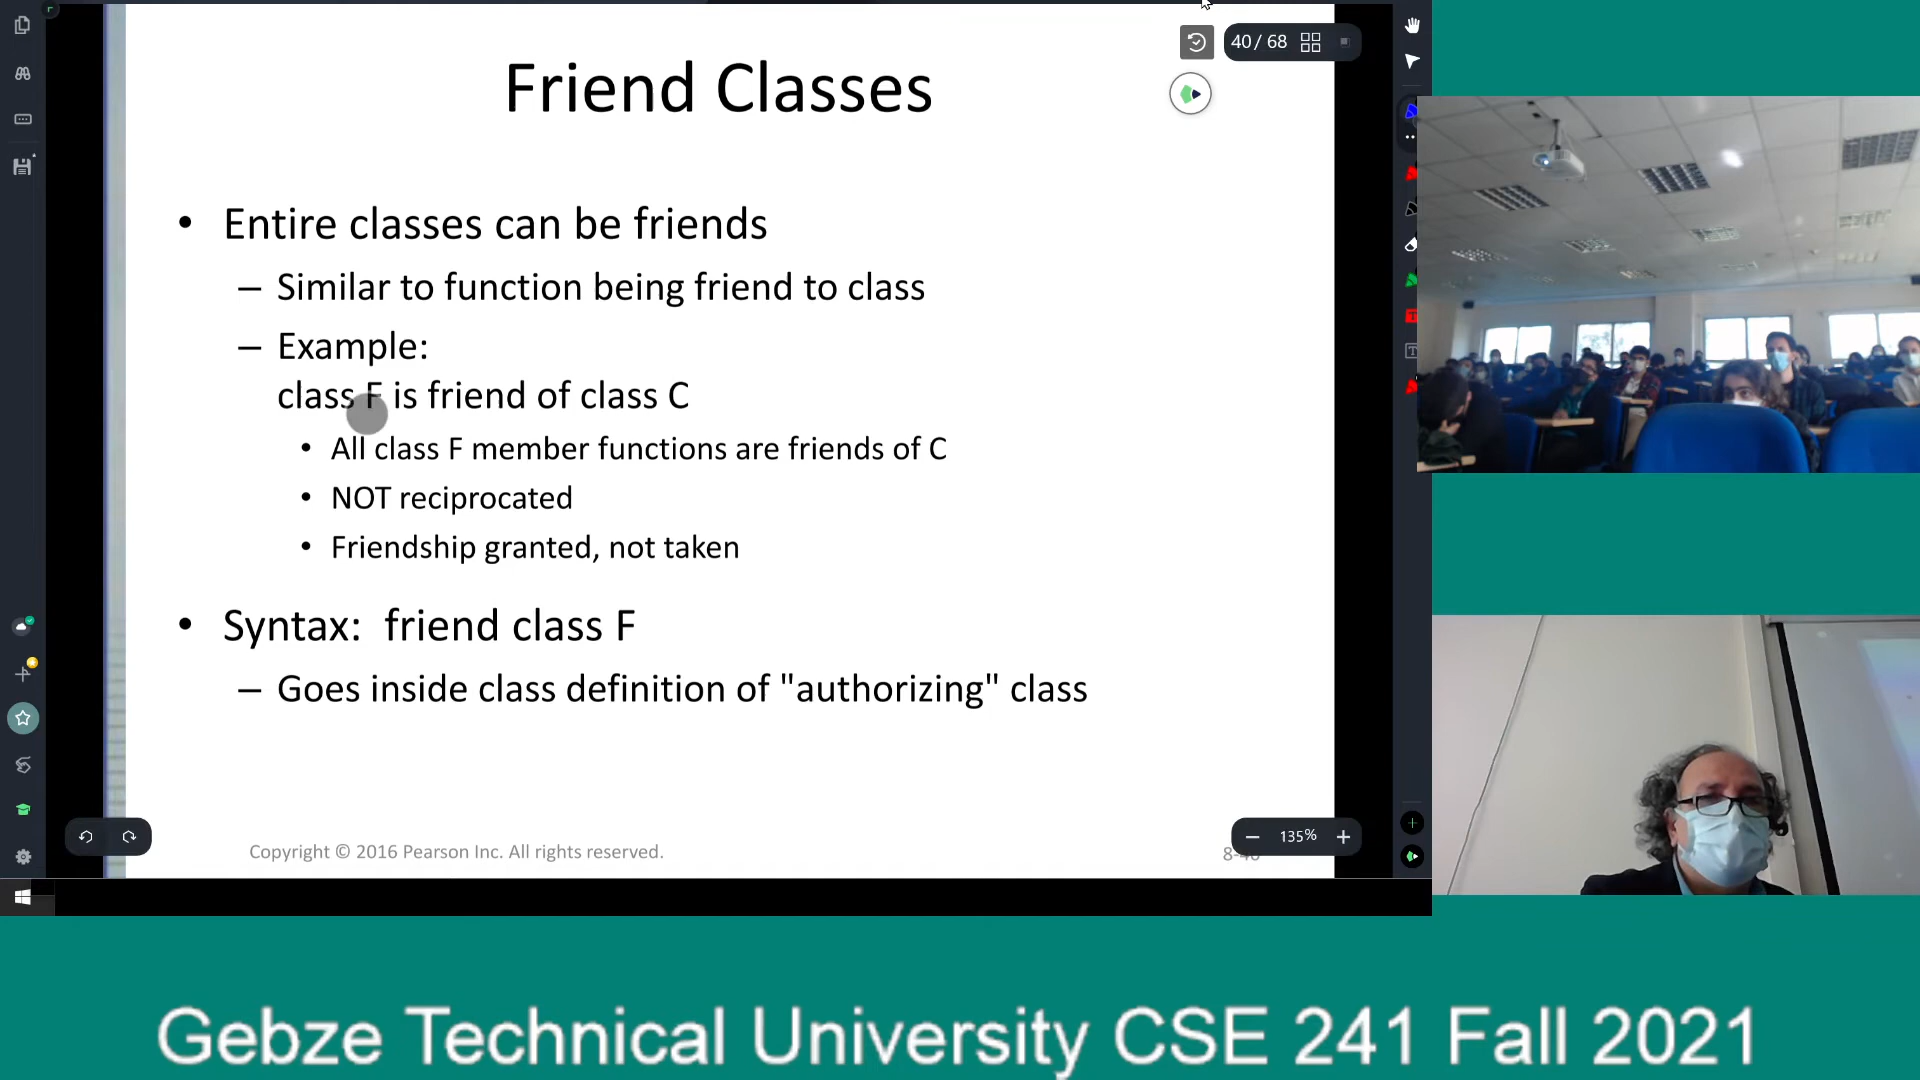 40 / 68
Friend Classes
• Entire classes can be friends
– Similar to function being friend to class
– Example:
class F is friend of class C
• All class F member functions are friends of C
• NOT reciprocated
• Friendship granted, not taken
• Syntax: friend class F
– Goes inside class definition of "authorizing" class
135%
Copyright © 2016 Pearson Inc. All rights reserved.
Gebze Technical University CSE 241 Fall 2021